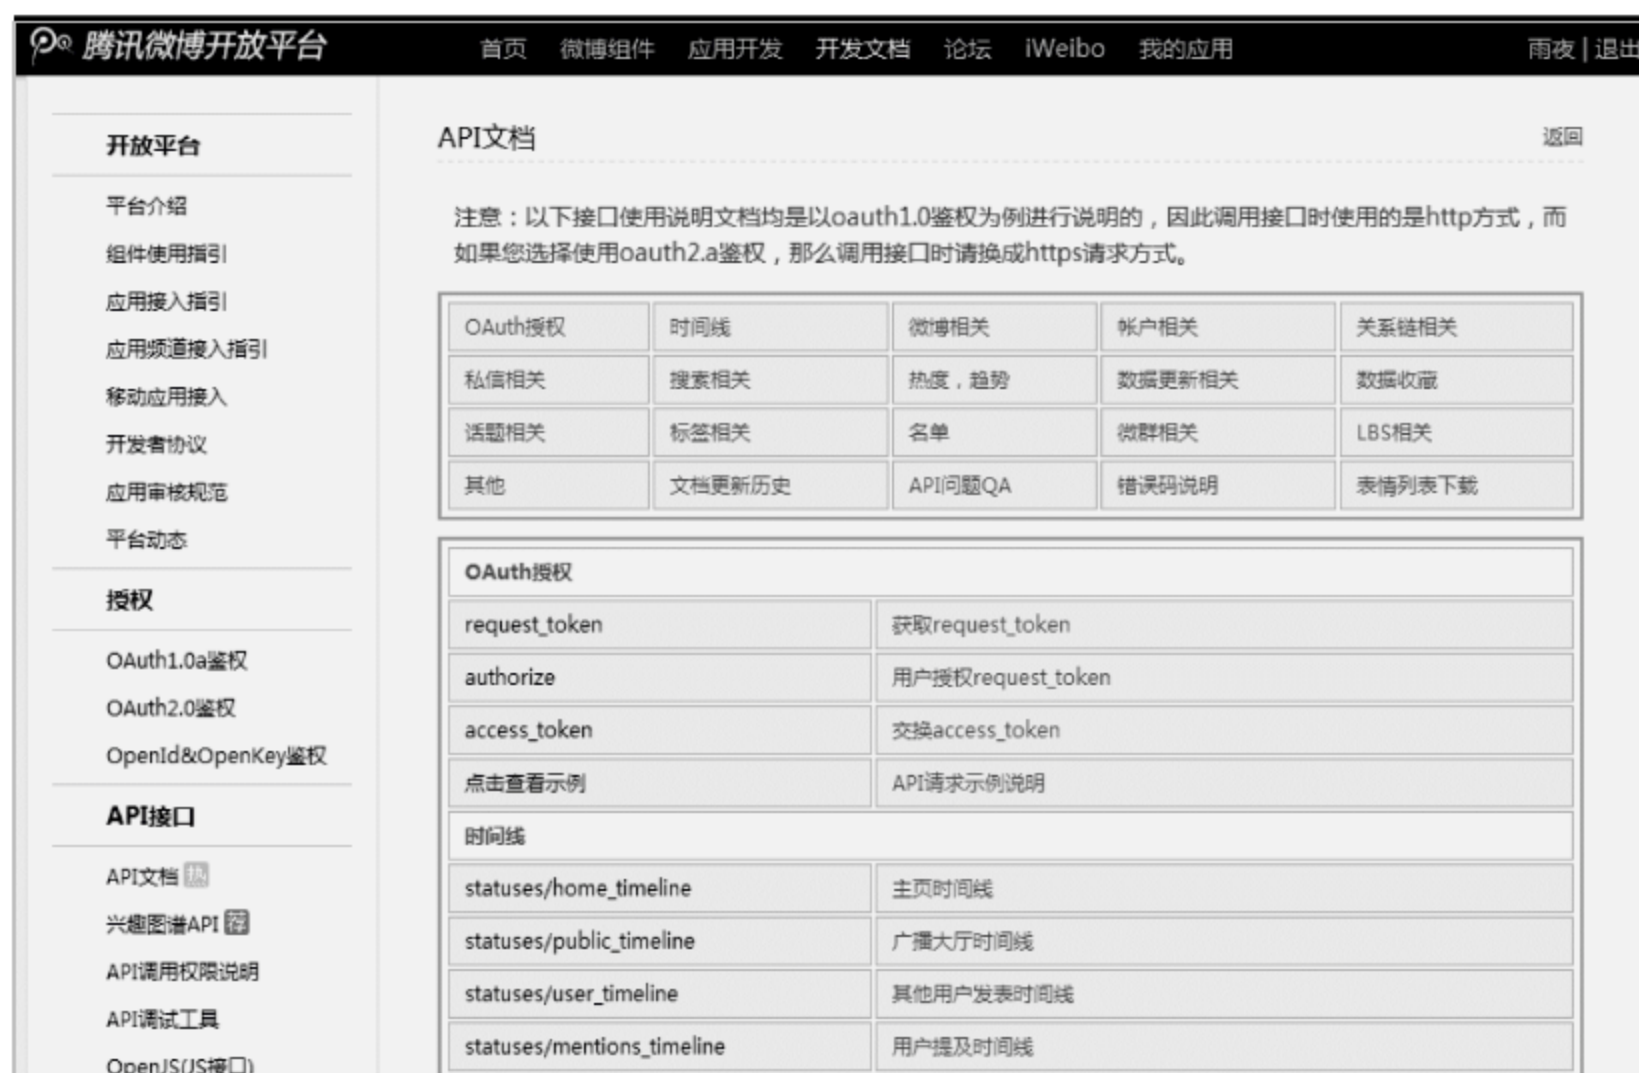 腾讯微博开放平台
首页 微博组件 应用开发 开发文档 论坛 iWeibo 我的应用
雨夜 | 退出
开放平台
平台介绍
组件使用指引
应用接入指引
应用频道接入指引
移动应用接入
开发者协议
应用审核规范
平台动态
授权
OAuth1.0a鉴权
OAuth2.0鉴权
OpenId&OpenKey鉴权
API接口
API文档 热
兴趣图谱API 荐
API调用权限说明
API调试工具
OpenJS(JS接口)
API文档
返回
注意：以下接口使用说明文档均是以oauth1.0鉴权为例进行说明的，因此调用接口时使用的是http方式，而
如果您选择使用oauth2.a鉴权，那么调用接口时请换成https请求方式。
OAuth授权 时间线 微博相关 帐户相关 关系链相关
私信相关 搜索相关 热度，趋势 数据更新相关 数据收藏
话题相关 标签相关 名单 微群相关 LBS相关
其他 文档更新历史 API问题QA 错误码说明 表情列表下载
OAuth授权
request_token 获取request_token
authorize 用户授权request_token
access_token 交换access_token
点击查看示例 API请求示例说明
时间线
statuses/home_timeline 主页时间线
statuses/public_timeline 广播大厅时间线
statuses/user_timeline 其他用户发表时间线
statuses/mentions_timeline 用户提及时间线